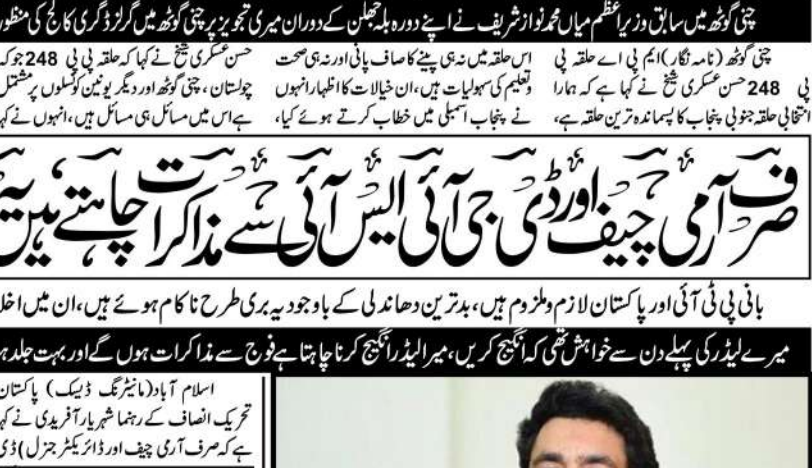 چنی گوٹھ میں سابق وزیر اعظم میاں محمد نواز شریف نے اپنے دورہ بلہ جھلن کے دوران میری تجویز پر چنی گوٹھ میں گرلز ڈگری کالج کی منظور
چنی گوٹھ (نامہ نگار) ایم پی اے حلقہ پی
پی 248 حسن عسکری شیخ نے کہا ہے کہ ہمارا
انتخابی حلقہ جنوبی پنجاب کا پسماندہ ترین حلقہ ہے،
اس حلقہ میں نہ ہی پینے کا صاف پانی اور نہ ہی صحت
و تعلیم کی سہولیات ہیں، ان خیالات کا اظہار انہوں
نے پنجاب اسمبلی میں خطاب کرتے ہوئے کیا،
حسن عسکری شیخ نے کہا کہ حلقہ پی پی 248 جو کہ
چولستان، چنی گوٹھ اور دیگر یونین کونسلوں پر مشتمل
ہے اس میں مسائل ہی مسائل ہیں، انہوں نے کہا
صرف آرمی چیف اور ڈی جی آئی ایس آئی سے مذاکرات چاہتے ہیں،
بانی پی ٹی آئی اور پاکستان لازم و ملزوم ہیں، بدترین دھاندلی کے باوجود یہ بری طرح ناکام ہوئے ہیں، ان میں اخلا
میرے لیڈر کی پہلے دن سے خواہش تھی کہ انگیج کریں، میرا لیڈر انگیج کرنا چاہتا ہے فوج سے مذاکرات ہوں گے اور بہت جلد ہو
اسلام آباد (مانیٹرنگ ڈیسک) پاکستان
تحریک انصاف کے رہنما شہریار آفریدی نے کہا
ہے کہ صرف آرمی چیف اور ڈائریکٹر جنرل (ڈی